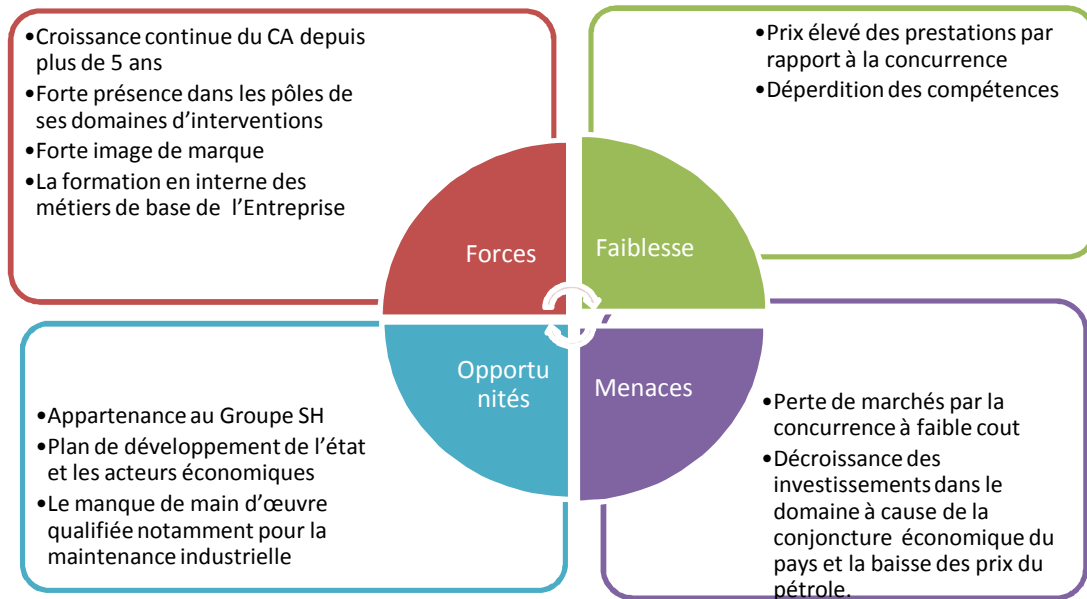 •Croissance continue du CA depuis
plus de 5 ans
•Forte présence dans les pôles de
ses domaines d'interventions
•Forte image de marque
•La formation en interne des
métiers de base de l'Entreprise
•Prix élevé des prestations par
rapport à la concurrence
•Déperdition des compétences
Forces
Faiblesse
Opportu
nités
Menaces
•Appartenance au Groupe SH
•Plan de développement de l'état
et les acteurs économiques
•Le manque de main d'œuvre
qualifiée notamment pour la
maintenance industrielle
•Perte de marchés par la
concurrence à faible cout
•Décroissance des
investissements dans le
domaine à cause de la
conjoncture économique du
pays et la baisse des prix du
pétrole.